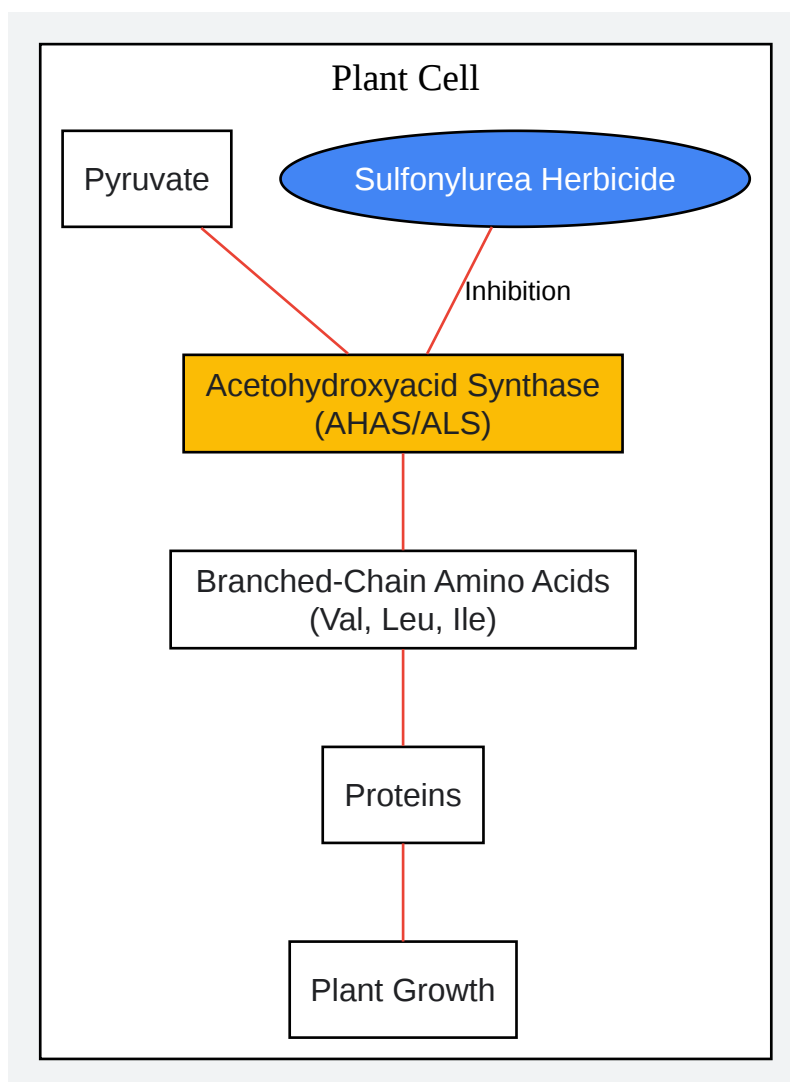 Plant Cell
Pyruvate
Sulfonylurea Herbicide
Inhibition
Acetohydroxyacid Synthase
(AHAS/ALS)
Branched-Chain Amino Acids
(Val, Leu, Ile)
Proteins
Plant Growth